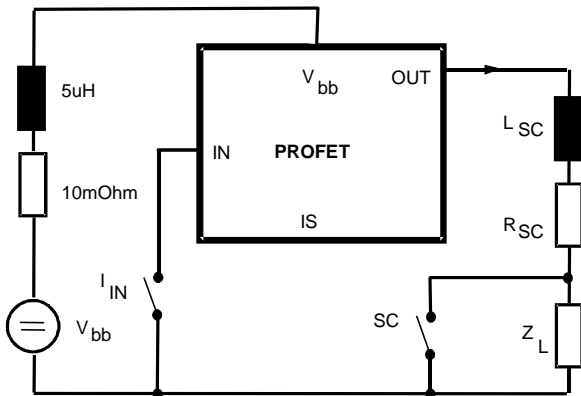 V bb
OUT
5uH
L SC
IN
PROFET
10mOhm
IS
R SC
I IN
V bb
SC
Z L